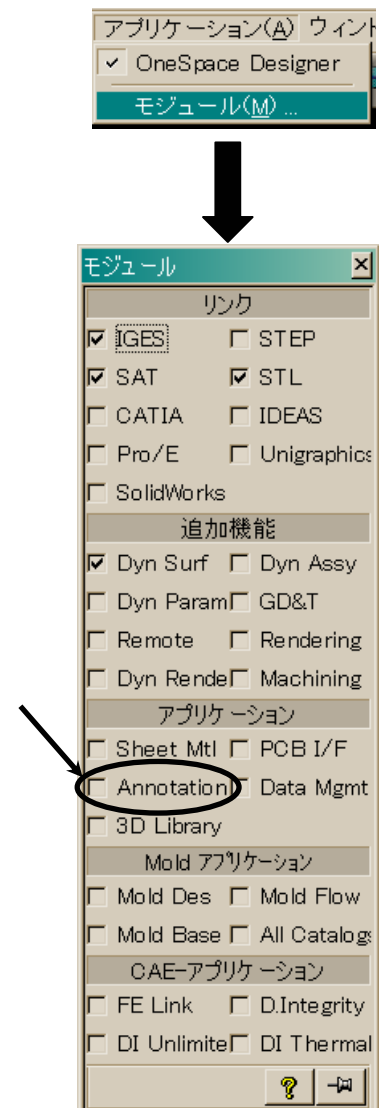 アプリケーション(A) ウィント
OneSpace Designer
モジュール(M) ...
モジュール
リンク
IGES STEP
SAT STL
CATIA IDEAS
Pro/E Unigraphics
SolidWorks
追加機能
Dyn Surf Dyn Assy
Dyn Param GD&T
Remote Rendering
Dyn Rende Machining
アプリケーション
Sheet Mtl PCB I/F
Annotation Data Mgmt
3D Library
Mold アプリケーション
Mold Des Mold Flow
Mold Base All Catalogs
CAE-アプリケーション
FE Link D.Integrity
DI Unlimite DI Thermal
?